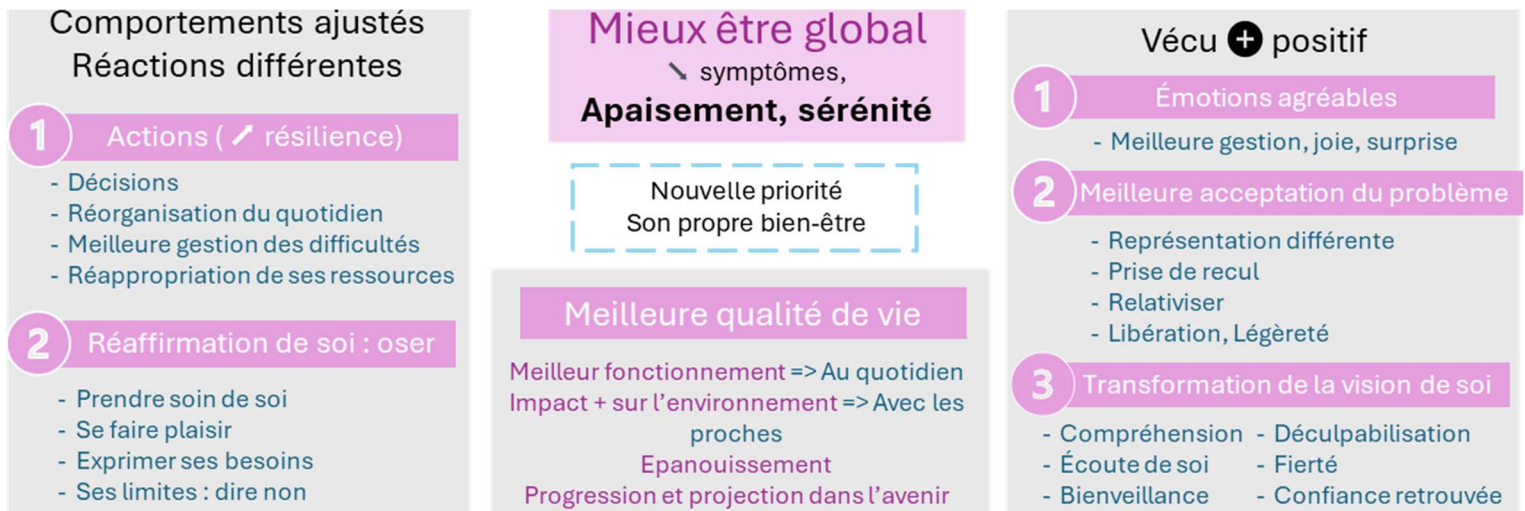 Comportements ajustés
Réactions différentes
1 Actions ( ➚ résilience)
- Décisions
- Réorganisation du quotidien
- Meilleure gestion des difficultés
- Réappropriation de ses ressources
2 Réaffirmation de soi : oser
- Prendre soin de soi
- Se faire plaisir
- Exprimer ses besoins
- Ses limites : dire non
Mieux être global
➘ symptômes,
Apaisement, sérénité
Nouvelle priorité
Son propre bien-être
Meilleure qualité de vie
Meilleur fonctionnement => Au quotidien
Impact + sur l’environnement => Avec les
proches
Epanouissement
Progression et projection dans l’avenir
Vécu + positif
1 Émotions agréables
- Meilleure gestion, joie, surprise
2 Meilleure acceptation du problème
- Représentation différente
- Prise de recul
- Relativiser
- Libération, Légèreté
3 Transformation de la vision de soi
- Compréhension - Déculpabilisation
- Écoute de soi - Fierté
- Bienveillance - Confiance retrouvée